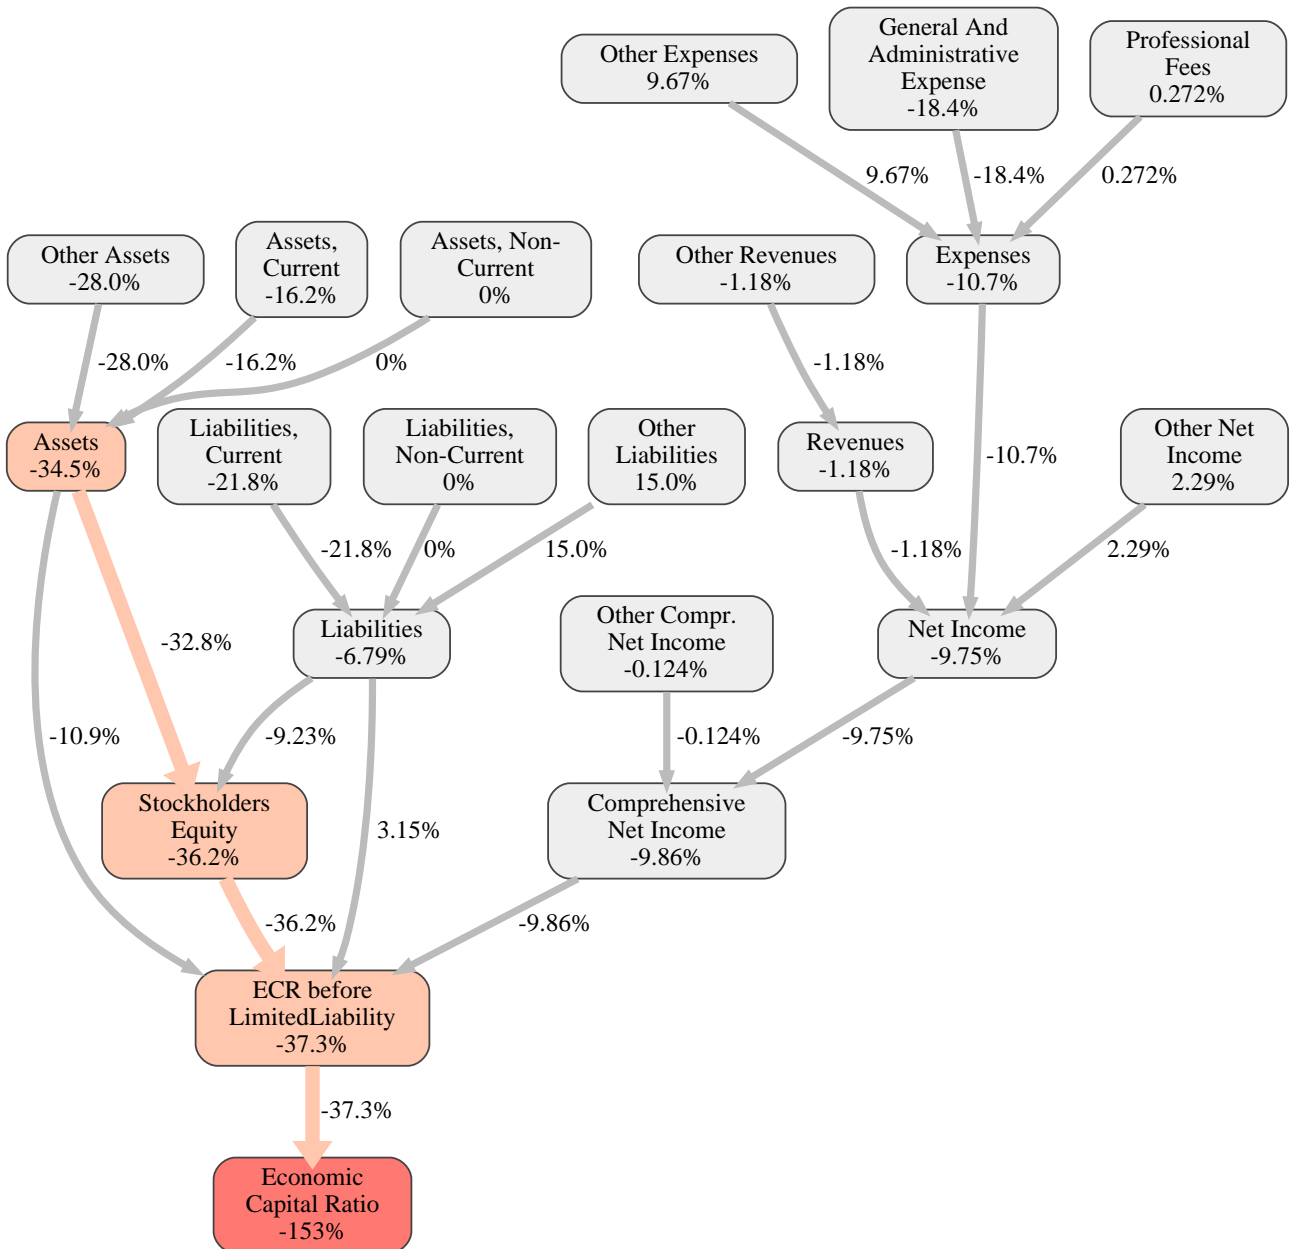 Other Expenses
9.67%
General And
Administrative
Expense
-18.4%
Professional
Fees
0.272%
9.67%
-18.4%
0.272%
Other Assets
-28.0%
Assets,
Current
-16.2%
Assets, Non-
Current
0%
Other Revenues
-1.18%
Expenses
-10.7%
-28.0%
-16.2%
0%
-1.18%
Assets
-34.5%
Liabilities,
Current
-21.8%
Liabilities,
Non-Current
0%
Other
Liabilities
15.0%
Revenues
-1.18%
-10.7%
Other Net
Income
2.29%
-21.8%
0%
15.0%
-1.18%
2.29%
-32.8%
Liabilities
-6.79%
Other Compr.
Net Income
-0.124%
Net Income
-9.75%
-10.9%
-9.23%
-0.124%
-9.75%
Stockholders
Equity
-36.2%
3.15%
Comprehensive
Net Income
-9.86%
-36.2%
-9.86%
ECR before
LimitedLiability
-37.3%
-37.3%
Economic
Capital Ratio
-153%